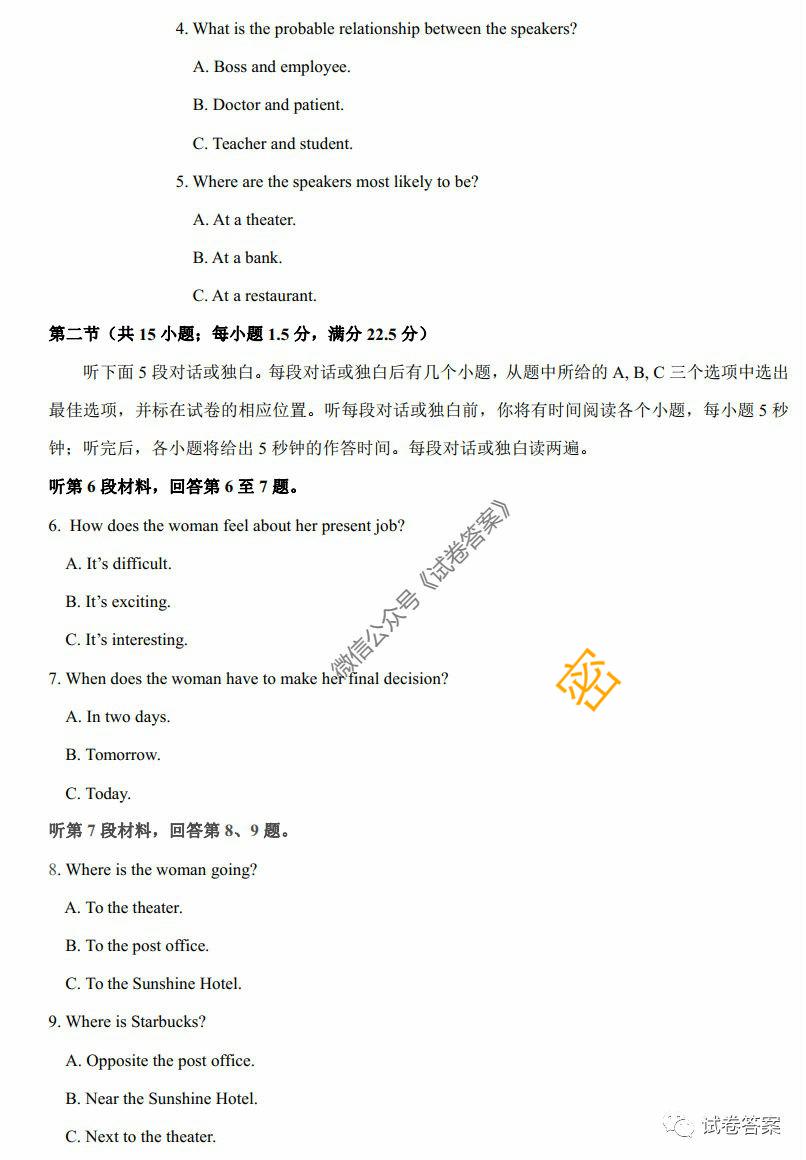 4. What is the probable relationship between the speakers?
A. Boss and employee.
B. Doctor and patient.
C. Teacher and student.
5. Where are the speakers most likely to be?
A. At a theater.
B. At a bank.
C. At a restaurant.
第二节（共 15 小题；每小题 1.5 分，满分 22.5 分）
听下面 5 段对话或独白。每段对话或独白后有几个小题，从题中所给的 A, B, C 三个选项中选出
最佳选项，并标在试卷的相应位置。听每段对话或独白前，你将有时间阅读各个小题，每小题 5 秒
钟；听完后，各小题将给出 5 秒钟的作答时间。每段对话或独白读两遍。
听第 6 段材料，回答第 6 至 7 题。
6. How does the woman feel about her present job?
A. It’s difficult.
B. It’s exciting.
C. It’s interesting.
微信公众号《试卷答案》
7. When does the woman have to make her final decision?
密
A. In two days.
B. Tomorrow.
C. Today.
听第 7 段材料，回答第 8、9 题。
8. Where is the woman going?
A. To the theater.
B. To the post office.
C. To the Sunshine Hotel.
9. Where is Starbucks?
A. Opposite the post office.
B. Near the Sunshine Hotel.
C. Next to the theater.
试卷答案